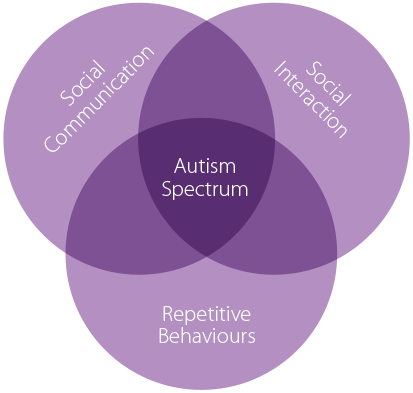 Social
Communication
Social
Interaction
Autism
Spectrum
Repetitive
Behaviours